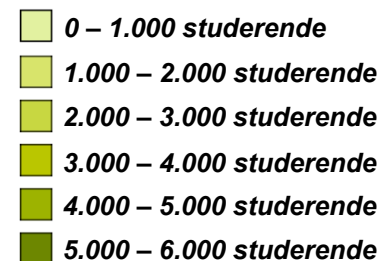 0 – 1.000 studerende
1.000 – 2.000 studerende
2.000 – 3.000 studerende
3.000 – 4.000 studerende
4.000 – 5.000 studerende
5.000 – 6.000 studerende